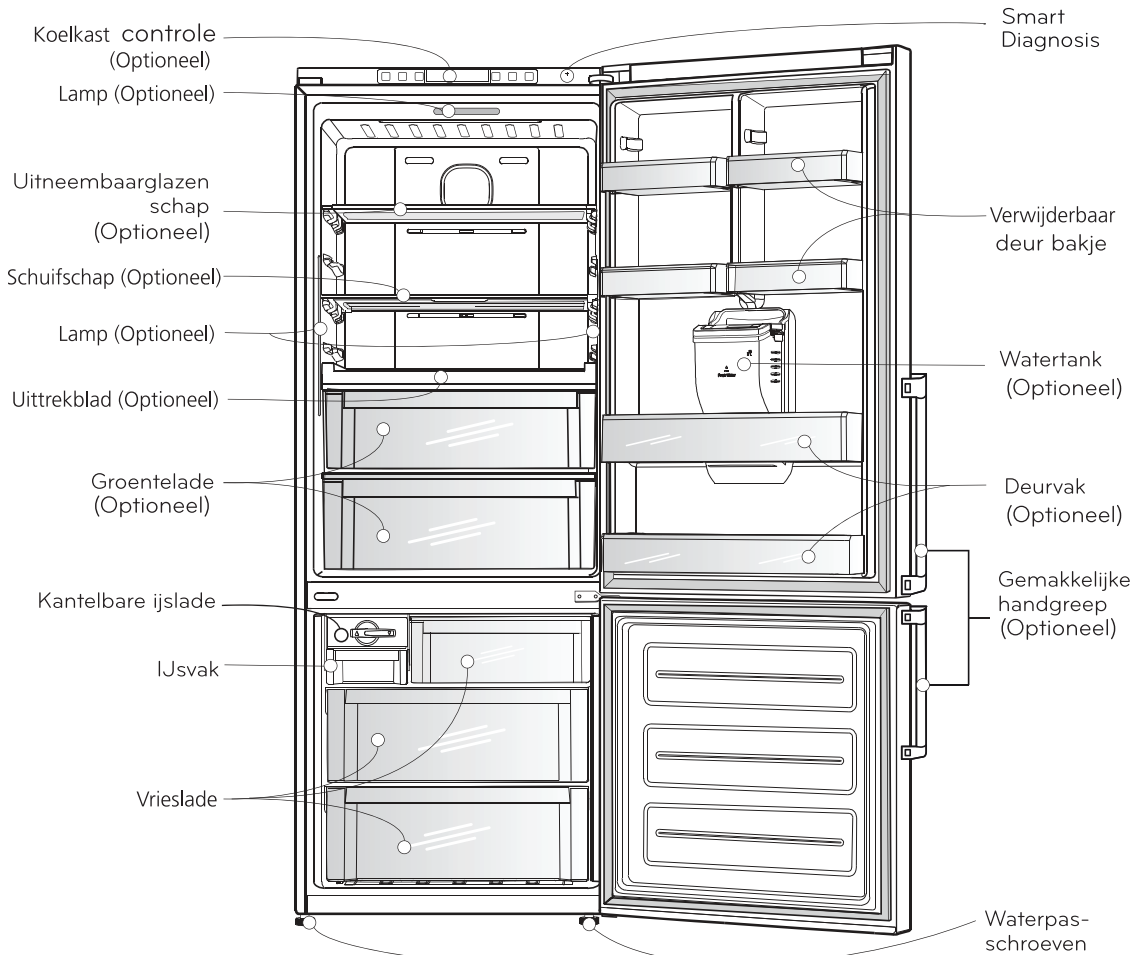 Koelkast controle
(Optioneel)
Lamp (Optioneel)
Uitneembaarglazen
schap
(Optioneel)
Schuifschap (Optioneel)
Lamp (Optioneel)
Uittrekblad (Optioneel)
Groentelade
(Optioneel)
Kantelbare ijslade
IJsvak
Vrieslade
Smart
Diagnosis
Verwijderbaar
deur bakje
Watertank
(Optioneel)
Deurvak
(Optioneel)
Gemakkelijke
handgreep
(Optioneel)
Waterpas-
schroeven